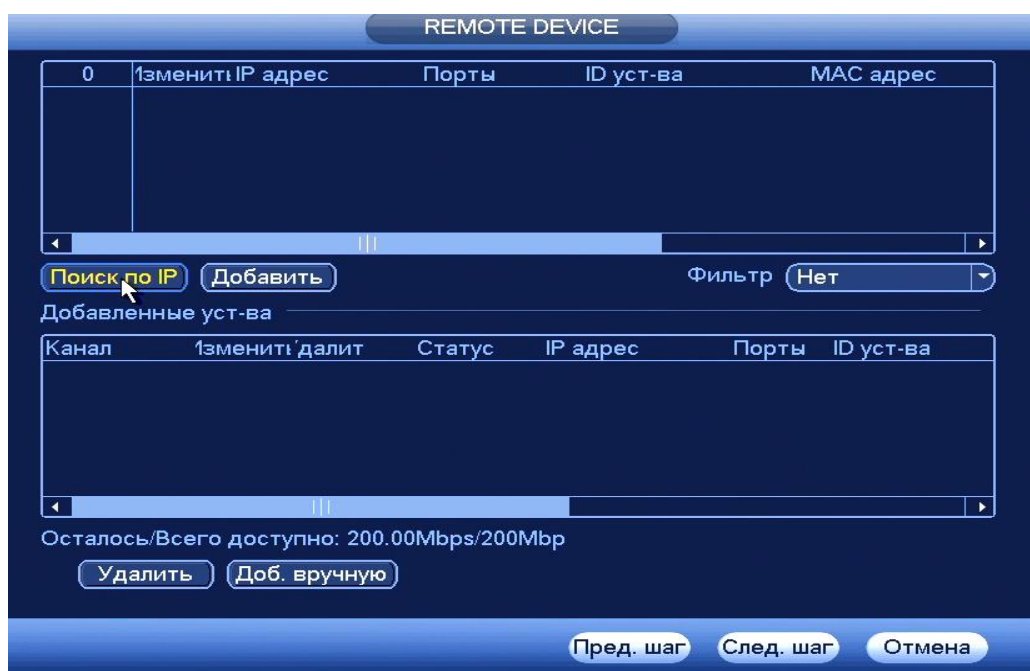 REMOTE DEVICE
0 Изменить IP адрес Порты ID уст-ва MAC адрес
Поиск по IP Добавить Фильтр Нет
Добавленные уст-ва
Канал Изменить далит Статус IP адрес Порты ID уст-ва
Осталось/Всего доступно: 200.00Mbps/200Mbp
Удалить Доб. вручную
Пред. шаг След. шаг Отмена